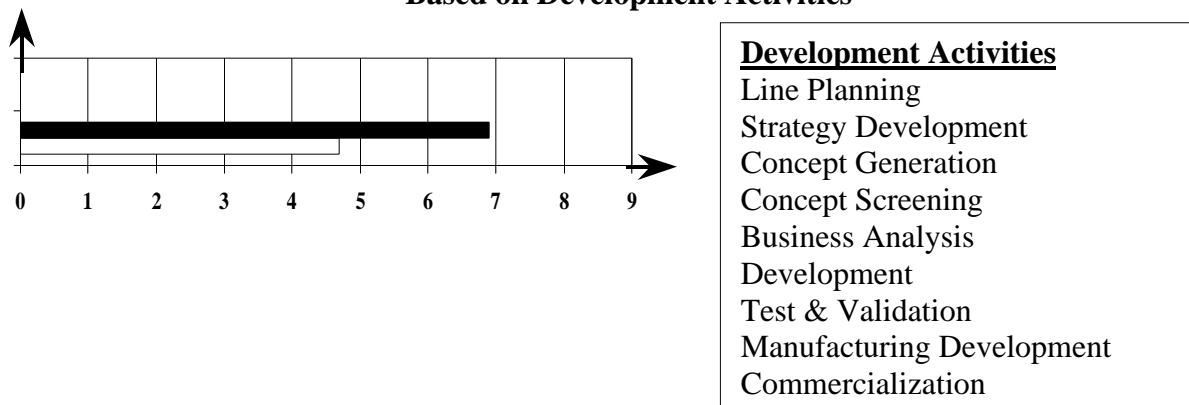 Based on Development Activities
0 1 2 3 4 5 6 7 8 9
Development Activities
Line Planning
Strategy Development
Concept Generation
Concept Screening
Business Analysis
Development
Test & Validation
Manufacturing Development
Commercialization